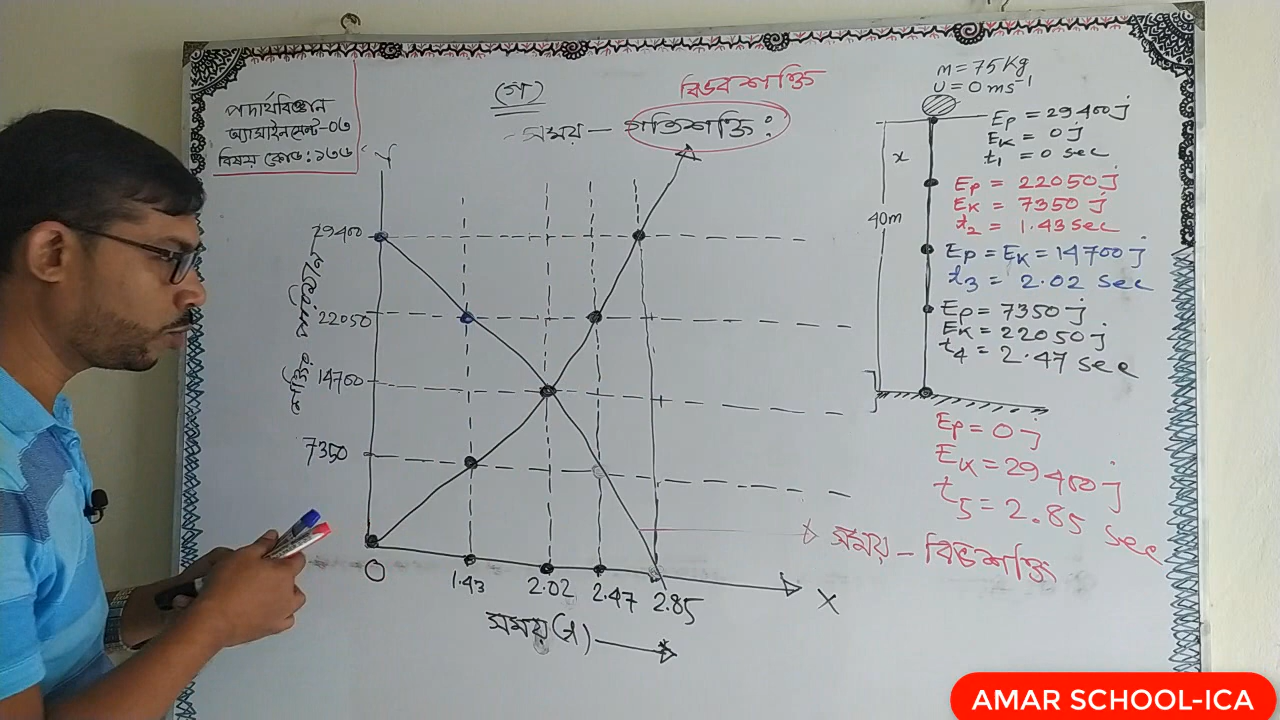 পদার্থবিজ্ঞান
অ্যাসাইনমেন্ট-০৩
বিষয় কোড: ১৩৬
(গ)
বিভব শক্তি
সময় – গতিশক্তি:
Y
29400
22050
14700
7350
O
1.43
2.02
2.47
2.85
X
সময়
সময় – বিভশক্তি
m = 75 Kg
U = 0 ms⁻¹
Ep = 29400 j
EK = 0 j
t₁ = 0 sec
x
40m
Ep = 22050 j
EK = 7350 j
t₂ = 1.43 sec
Ep = EK = 14700 j
t₃ = 2.02 sec
Ep = 7350 j
EK = 22050 j
t₄ = 2.47 sec
Ep = 0 j
EK = 29400 j
t5 = 2.85 sec
AMAR SCHOOL-ICA